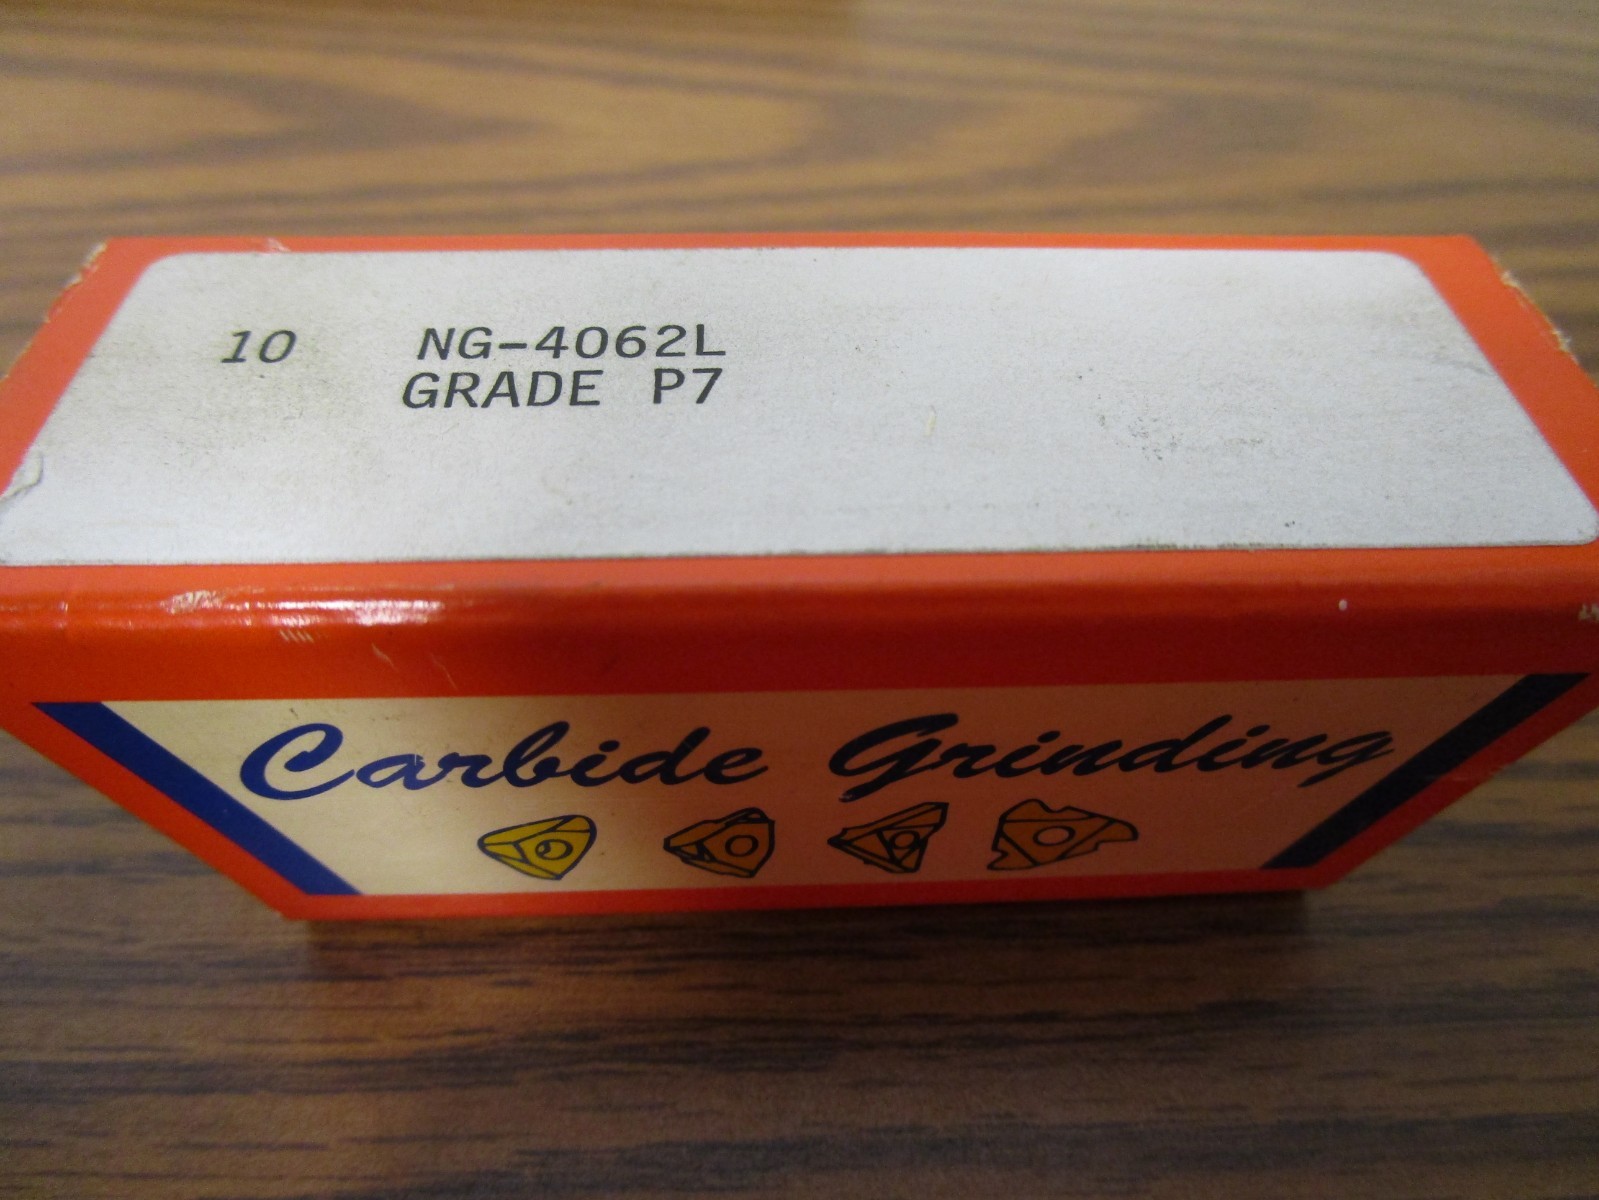 10 NG-4062L
GRADE P7
Carbide Grinding